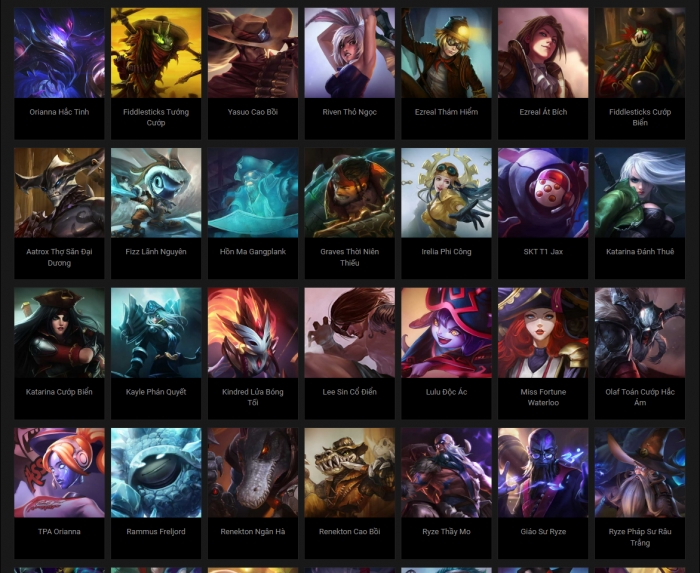 Orianna Hắc Tinh
Fiddlesticks Tướng
Cướp
Yasuo Cao Bồi
Riven Thỏ Ngọc
Ezreal Thám Hiểm
Ezreal Át Bích
Fiddlesticks Cướp
Biển
Aatrox Thợ Săn Đại
Dương
Fizz Lãnh Nguyên
Hồn Ma Gangplank
Graves Thời Niên
Thiếu
Irelia Phi Công
SKT T1 Jax
Katarina Đánh Thuê
Katarina Cướp Biển
Kayle Phán Quyết
Kindred Lửa Bóng
Tối
Lee Sin Cổ Điển
Lulu Độc Ác
Miss Fortune
Waterloo
Olaf Toán Cướp Hắc
Ám
TPA Orianna
Rammus Freljord
Renekton Ngân Hà
Renekton Cao Bồi
Ryze Thầy Mo
Giáo Sư Ryze
Ryze Pháp Sư Râu
Trắng